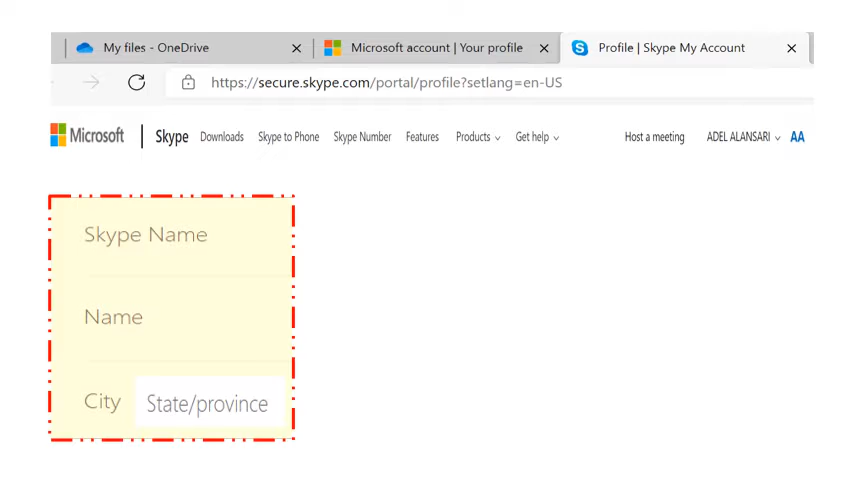 My files - OneDrive Microsoft account | Your profile Profile | Skype My Account
https://secure.skype.com/portal/profile?setlang=en-US
Microsoft Skype Downloads Skype to Phone Skype Number Features Products Get help Host a meeting ADEL ALANSARI AA
Skype Name
Name
City State/province